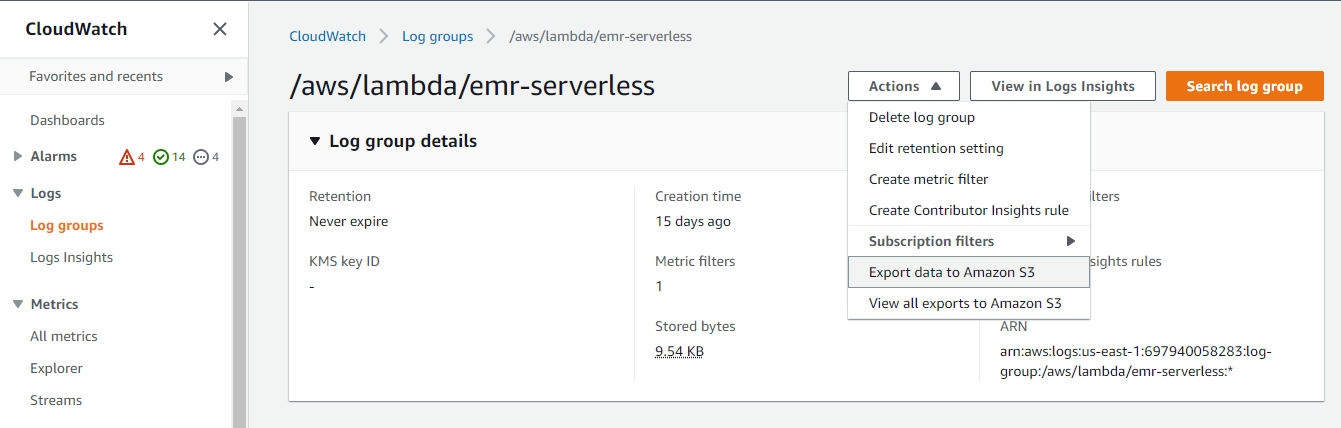 CloudWatch
Favorites and recents
Dashboards
Alarms 4 14 4
Logs
Log groups
Logs Insights
Metrics
All metrics
Explorer
Streams
CloudWatch Log groups /aws/lambda/emr-serverless
/aws/lambda/emr-serverless
Actions View in Logs Insights Search log group
Delete log group
Edit retention setting
Create metric filter
Create Contributor Insights rule
Subscription filters
Export data to Amazon S3
View all exports to Amazon S3
Log group details
Retention
Never expire
KMS key ID
-
Creation time
15 days ago
Metric filters
1
Stored bytes
9.54 KB
rules
ARN
arn:aws:logs:us-east-1:697940058283:log-
group:/aws/lambda/emr-serverless:*